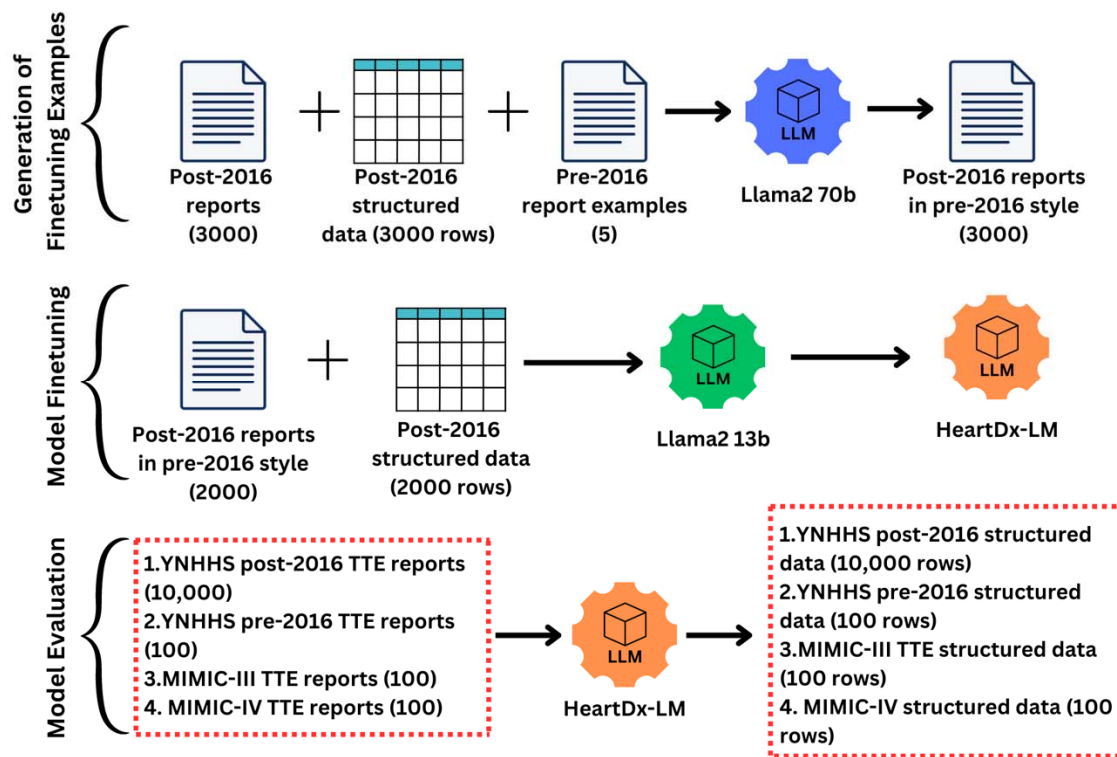 Generation of
Finetuning Examples
Post-2016
reports
(3000)
Post-2016
structured
data (3000 rows)
Pre-2016
report examples
(5)
LLM
Llama2 70b
Post-2016 reports
in pre-2016 style
(3000)
Model Finetuning
Post-2016 reports
in pre-2016 style
(2000)
Post-2016
structured data
(2000 rows)
LLM
Llama2 13b
LLM
HeartDx-LM
Model Evaluation
1.YNHHS post-2016 TTE reports
(10,000)
2.YNHHS pre-2016 TTE reports
(100)
3.MIMIC-III TTE reports (100)
4. MIMIC-IV TTE reports (100)
LLM
HeartDx-LM
1.YNHHS post-2016 structured
data (10,000 rows)
2.YNHHS pre-2016 structured
data (100 rows)
3.MIMIC-III TTE structured data
(100 rows)
4. MIMIC-IV structured data (100
rows)